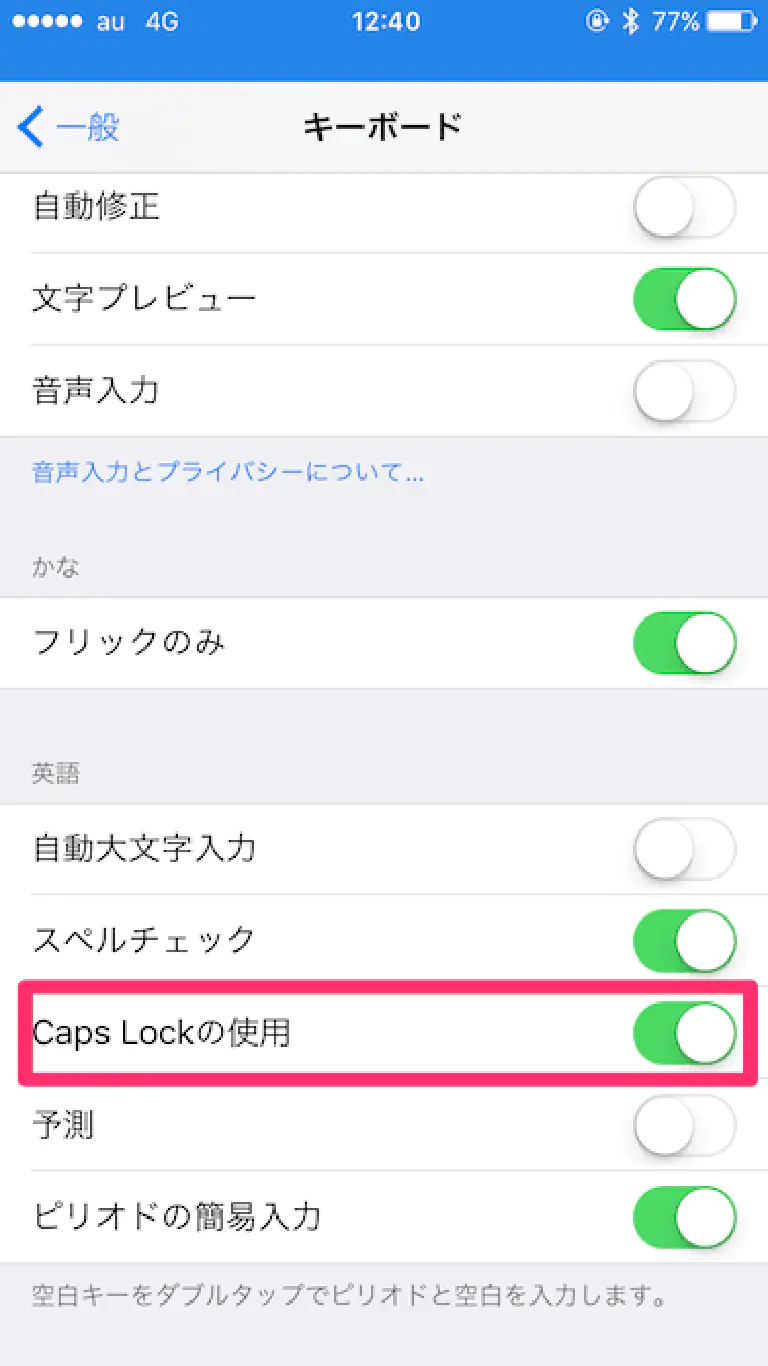 au 4G 12:40 77%
一般 キーボード
自動修正
文字プレビュー
音声入力
音声入力とプライバシーについて...
かな
フリックのみ
英語
自動大文字入力
スペルチェック
Caps Lockの使用
予測
ピリオドの簡易入力
空白キーをダブルタップでピリオドと空白を入力します。